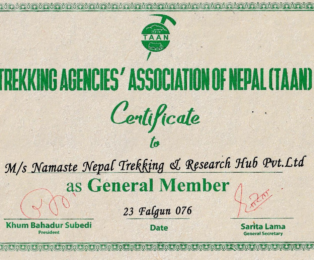 TAAN
TREKKING AGENCIES' ASSOCIATION OF NEPAL (TAAN)
Certificate
to
M/s Namaste Nepal Trekking & Research Hub Pvt.Ltd
as General Member
23 Falgun 076
Khum Bahadur Subedi
President
Date
Sarita Lama
General Secretary